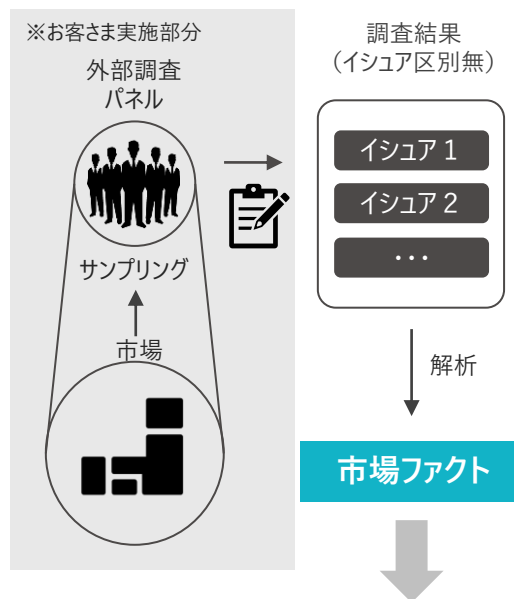 ※お客さま実施部分
外部調査
パネル
サンプリング
市場
調査結果
（イシュア区別無）
イシュア 1
イシュア 2
・・・
解析
市場ファクト